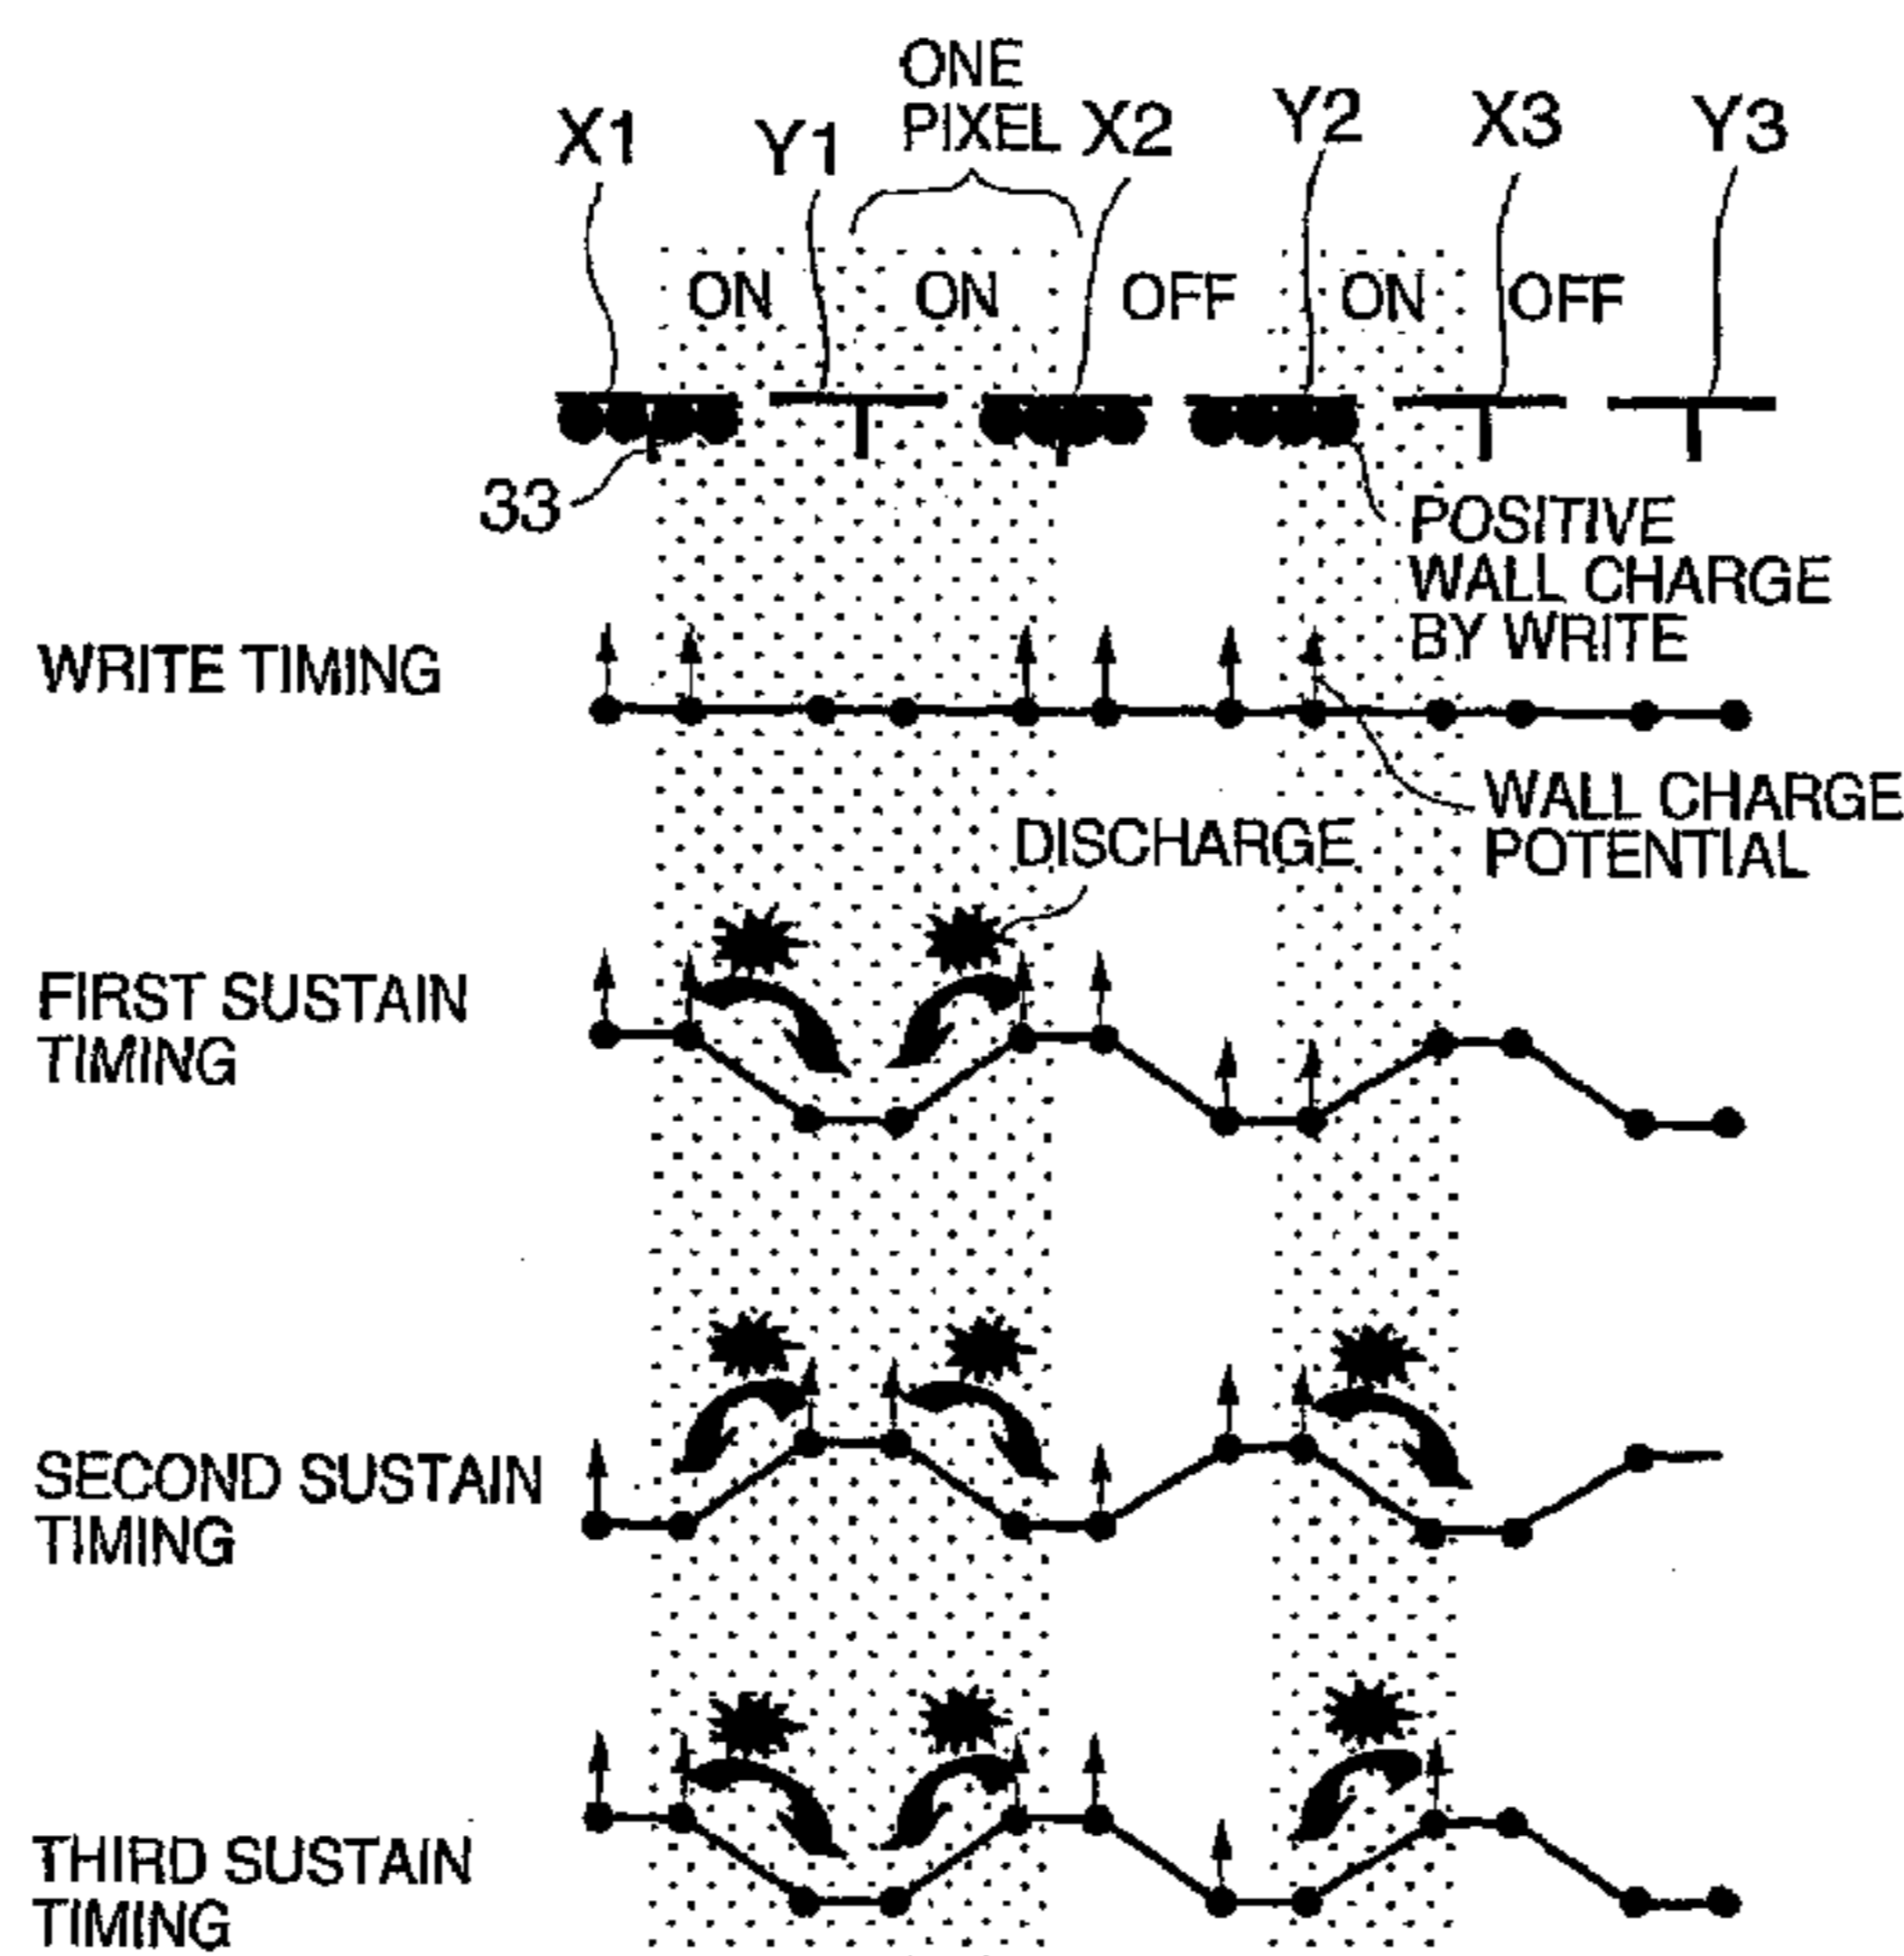 ONE
PIXEL
X1
Y1
X2
Y2
X3
Y3
ON
ON
OFF
ON
OFF
33
POSITIVE
WALL CHARGE
BY WRITE
WRITE TIMING
WALL CHARGE
POTENTIAL
DISCHARGE
FIRST SUSTAIN
TIMING
SECOND SUSTAIN
TIMING
THIRD SUSTAIN
TIMING